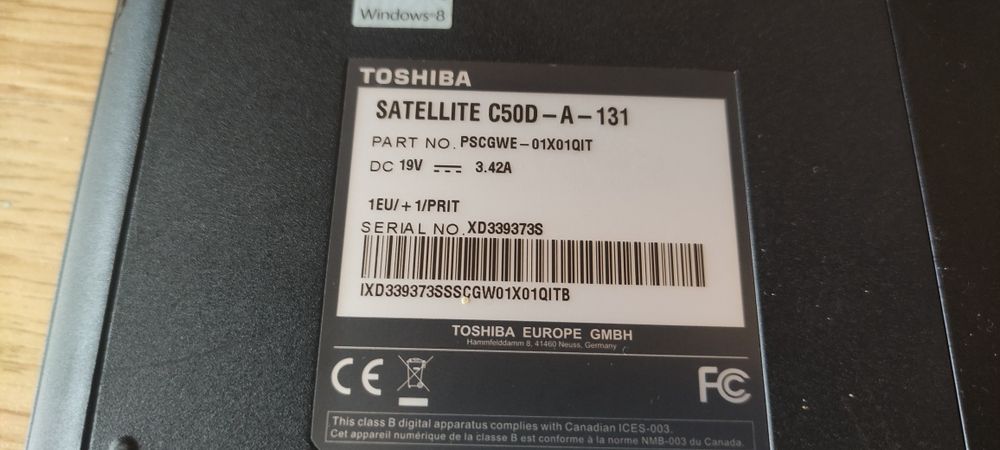 Windows 8
TOSHIBA
SATELLITE C50D-A-131
PART NO. PSCGWE-01X01QIT
DC 19V 3.42A
1EU/+1/PRIT
SERIAL NO. XD339373S
IXD339373SSSCGW01X01QITB
TOSHIBA EUROPE GMBH
Hammfelddamm 8, 41460 Neuss, Germany
CE FC
This class B digital apparatus complies with Canadian ICES-003.
Cet appareil numérique de la classe B est conforme à la norme NMB-003 du Canada.